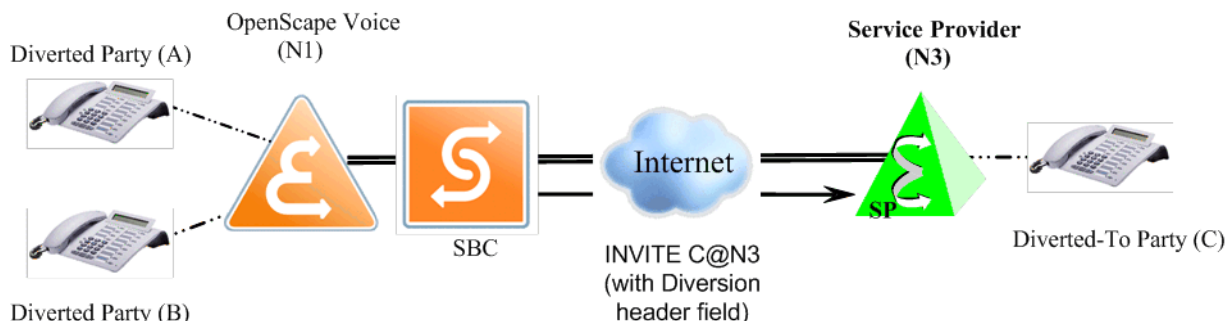 OpenScape Voice
(N1)
Diverted Party (A)
Service Provider
(N3)
Internet
SP
SBC
INVITE C@N3
(with Diversion
header field)
Diverted-To Party (C)
Diverted Party (B)